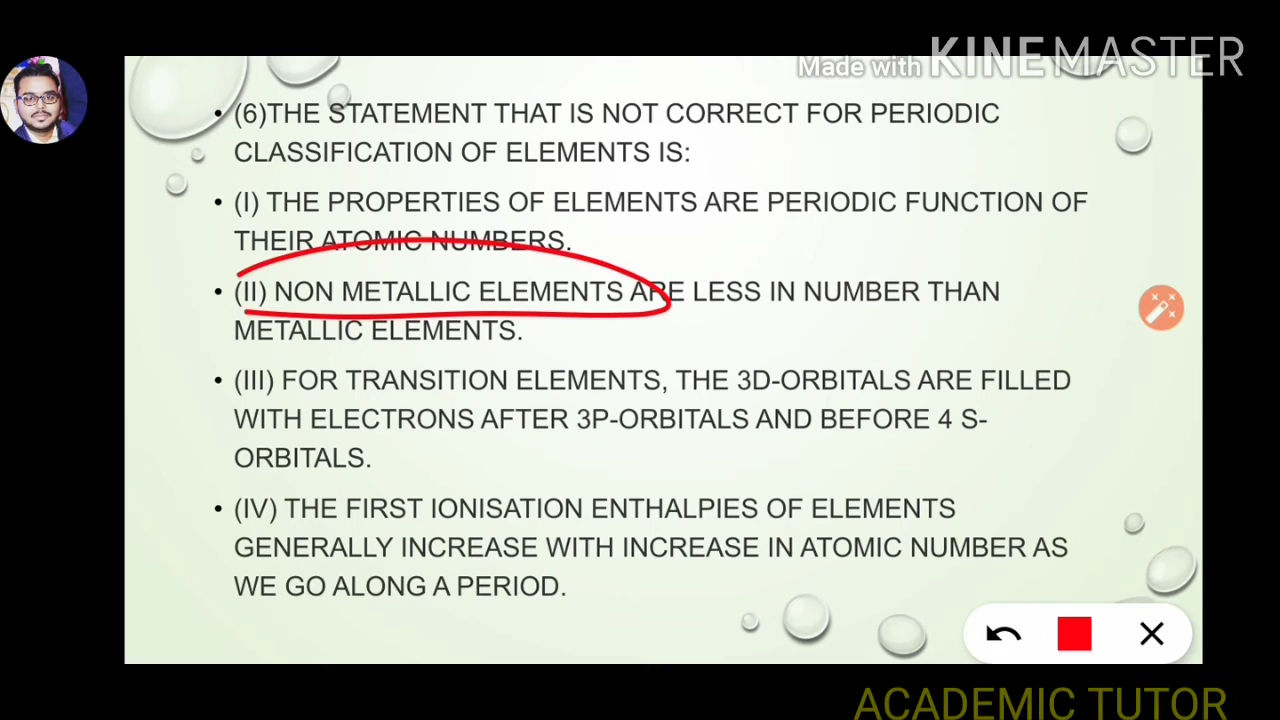 Made with KINEMASTER
• (6)THE STATEMENT THAT IS NOT CORRECT FOR PERIODIC
CLASSIFICATION OF ELEMENTS IS:
• (I) THE PROPERTIES OF ELEMENTS ARE PERIODIC FUNCTION OF
THEIR ATOMIC NUMBERS.
• (II) NON METALLIC ELEMENTS ARE LESS IN NUMBER THAN
METALLIC ELEMENTS.
• (III) FOR TRANSITION ELEMENTS, THE 3D-ORBITALS ARE FILLED
WITH ELECTRONS AFTER 3P-ORBITALS AND BEFORE 4 S-
ORBITALS.
• (IV) THE FIRST IONISATION ENTHALPIES OF ELEMENTS
GENERALLY INCREASE WITH INCREASE IN ATOMIC NUMBER AS
WE GO ALONG A PERIOD.
ACADEMIC TUTOR